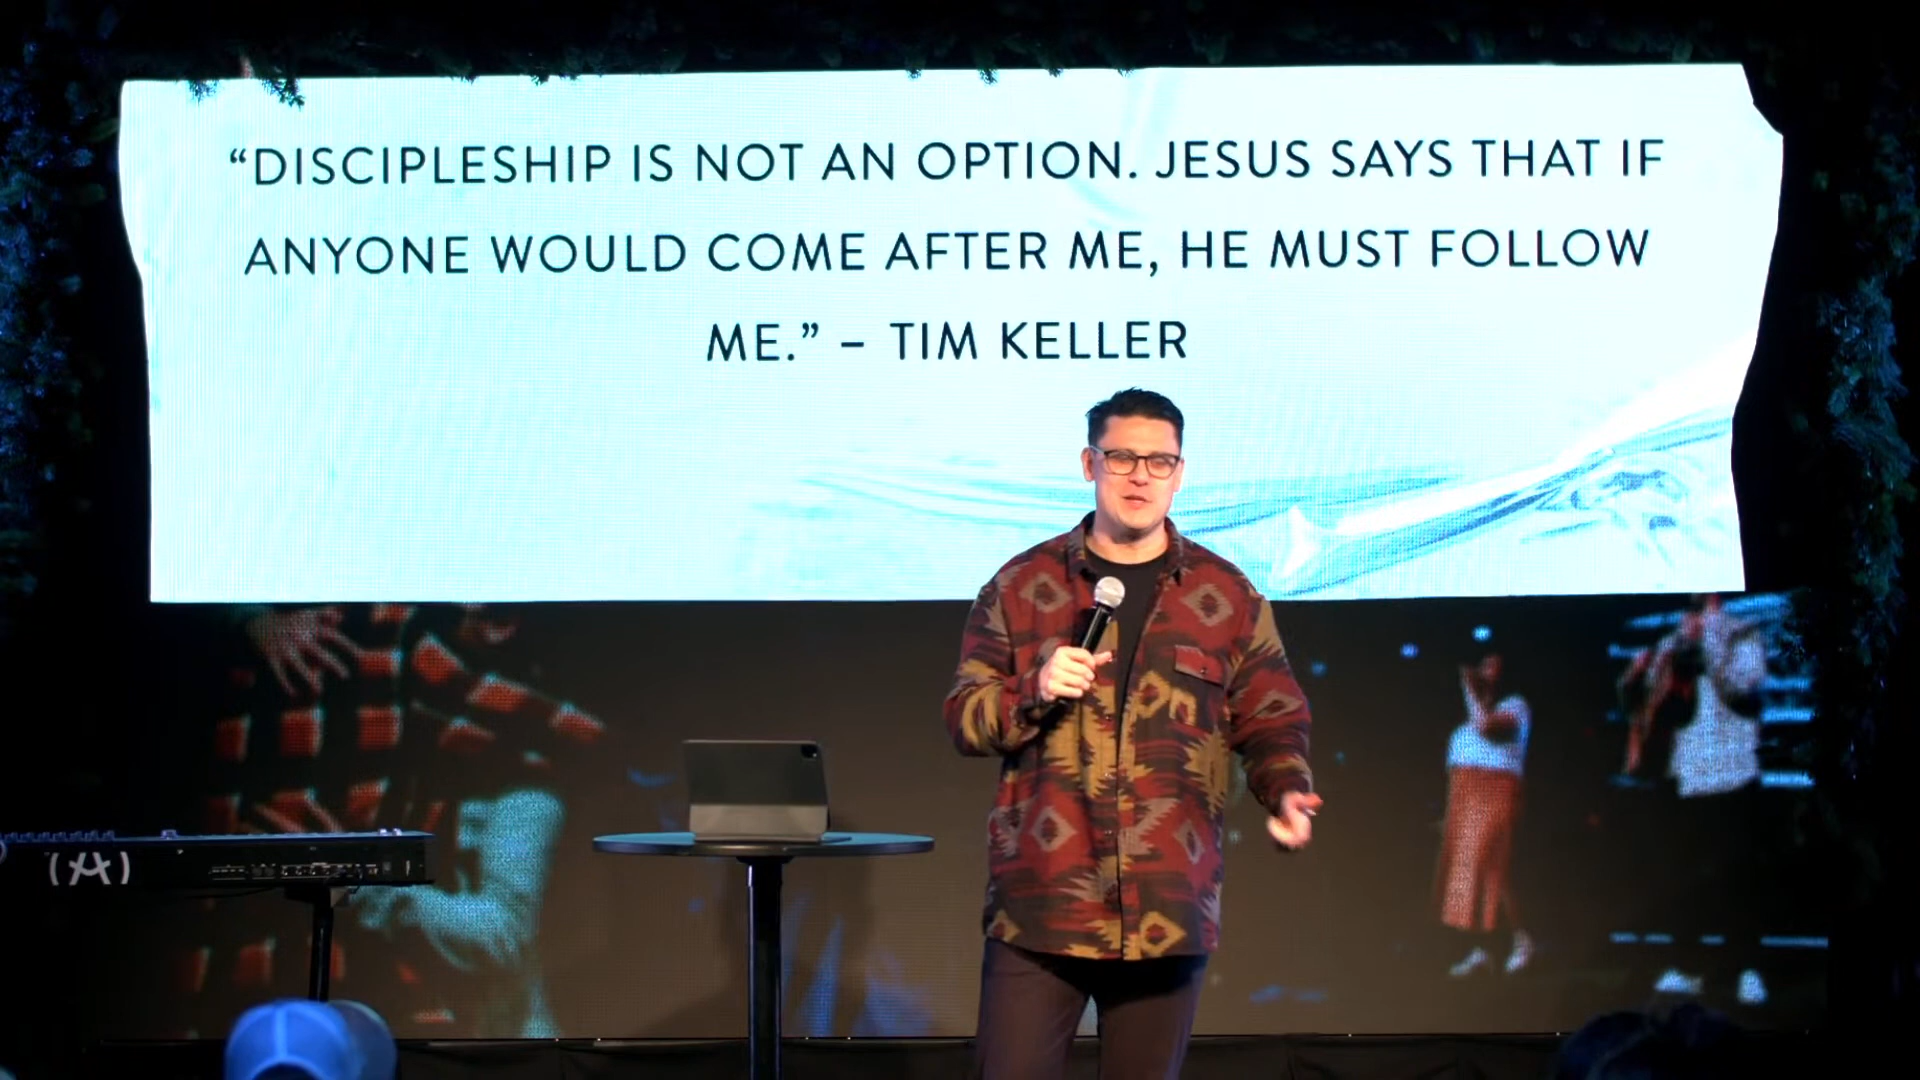 “DISCIPLESHIP IS NOT AN OPTION. JESUS SAYS THAT IF
ANYONE WOULD COME AFTER ME, HE MUST FOLLOW
ME.” – TIM KELLER